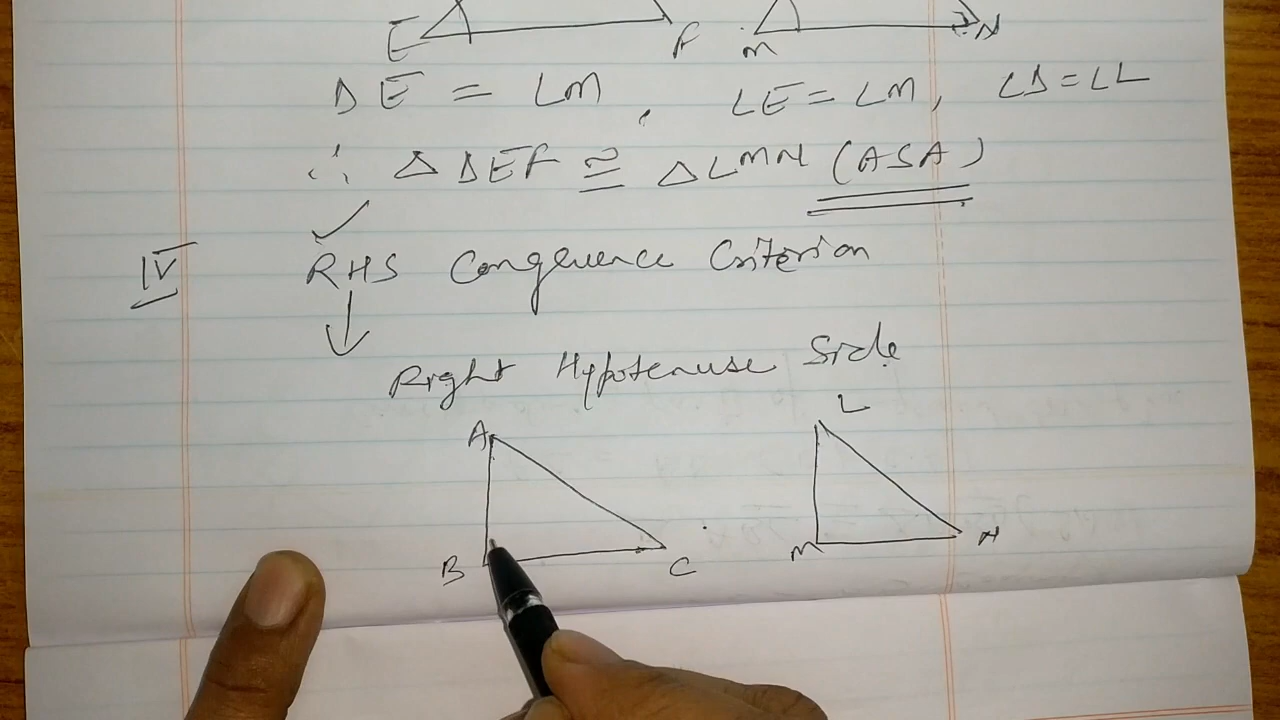 E F M N
DE = LM, ∠E = ∠M, ∠D = ∠L
∴ △DEF ≅ △LMN (ASA)
IV RHS Congruence Criterion
Right Hypotenuse Side
A L
B C M N